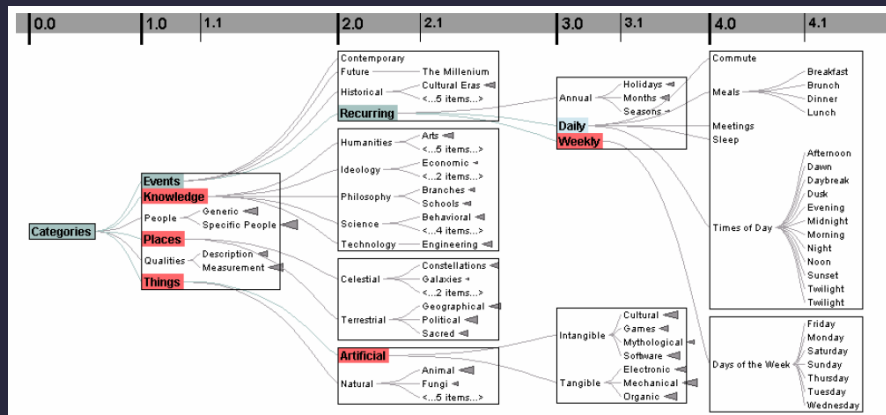 0.0
1.0
1.1
2.0
2.1
3.0
3.1
4.0
4.1
Categories
Events
Knowledge
People
Generic
Specific People
Places
Qualities
Description
Measurement
Things
Contemporary
Future
The Millenium
Historical
Cultural Eras
<...5 items...>
Recurring
Humanities
Arts
<...5 items...>
Ideology
Economic
<...2 items...>
Philosophy
Branches
Schools
Science
Behavioral
<...4 items...>
Technology
Engineering
Celestial
Constellations
Galaxies
<...2 items...>
Terrestrial
Geographical
Political
Sacred
Artificial
Natural
Animal
Fungi
<...5 items...>
Annual
Holidays
Months
Seasons
Daily
Weekly
Intangible
Cultural
Games
Mythological
Software
Tangible
Electronic
Mechanical
Organic
Commute
Meals
Breakfast
Brunch
Dinner
Lunch
Meetings
Sleep
Times of Day
Afternoon
Dawn
Daybreak
Dusk
Evening
Midnight
Morning
Night
Noon
Sunset
Twilight
Twilight
Days of the Week
Friday
Monday
Saturday
Sunday
Thursday
Tuesday
Wednesday